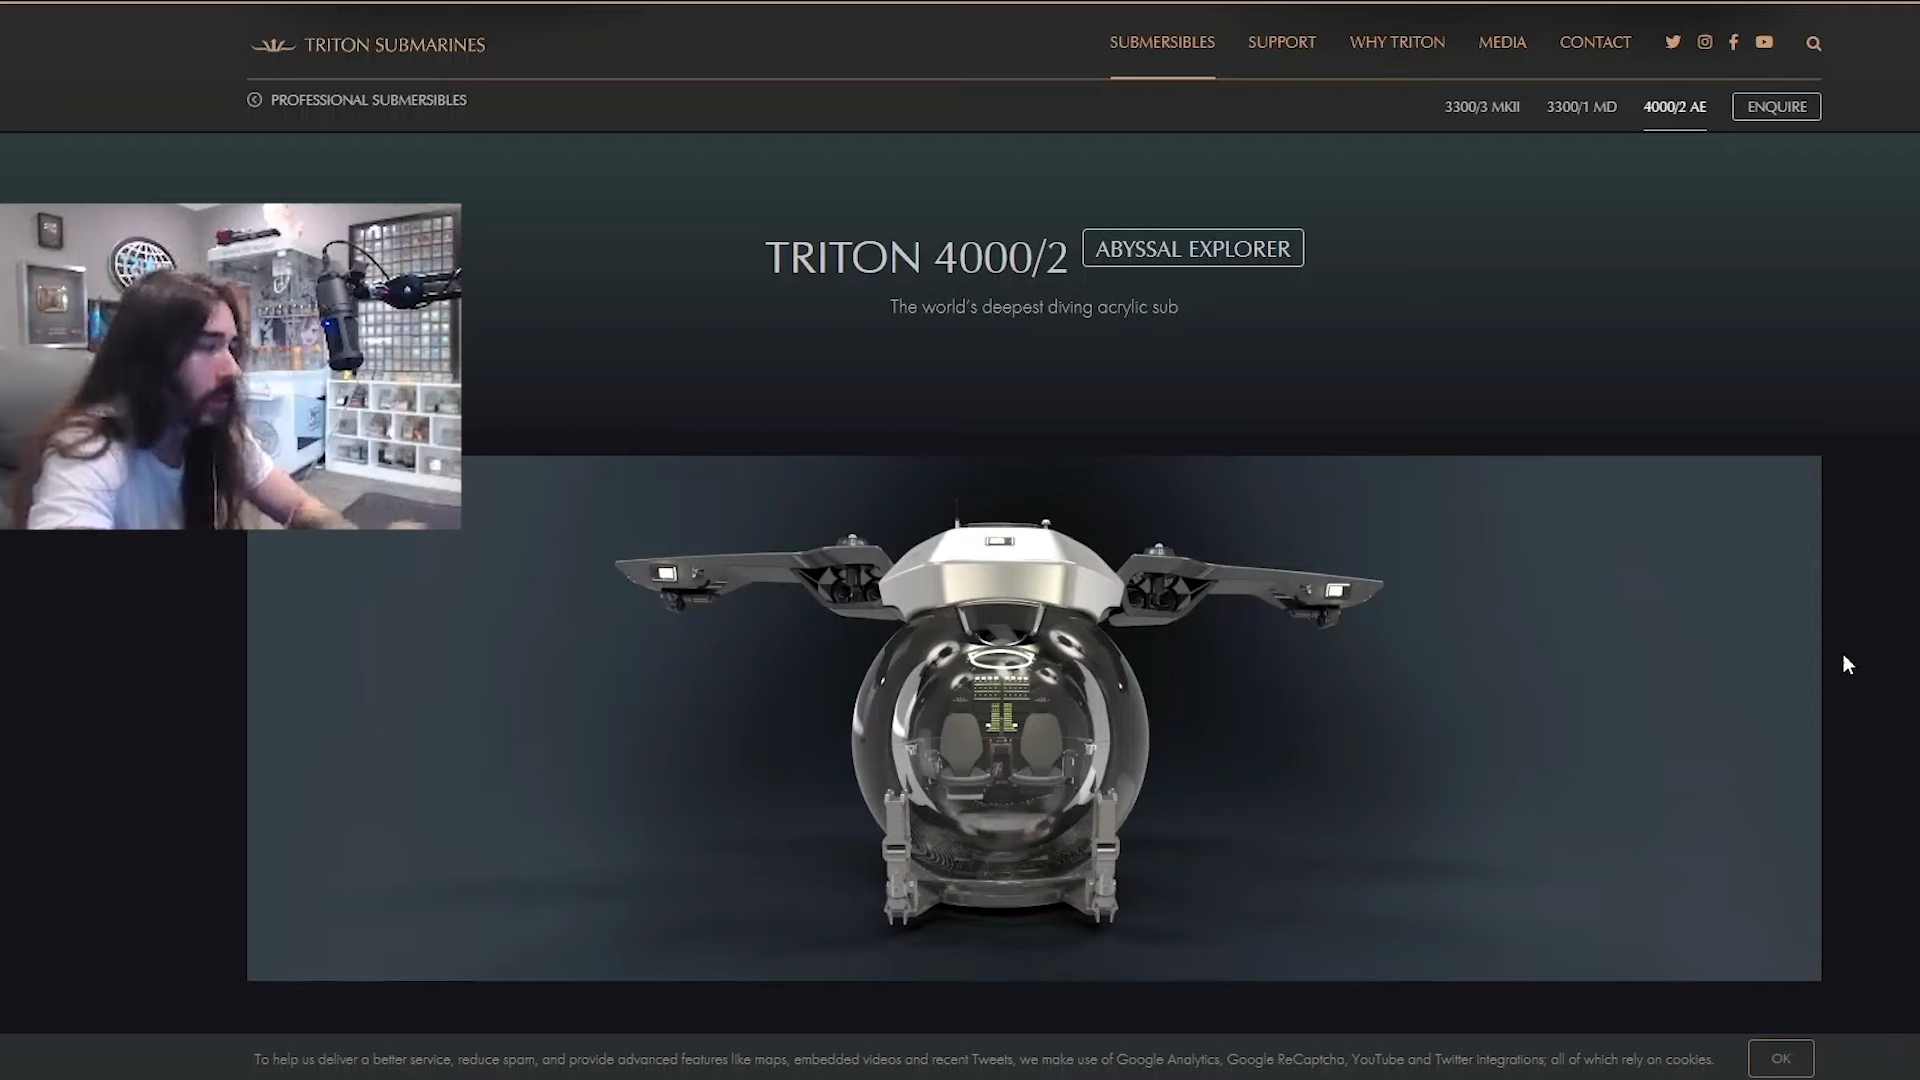 TRITON SUBMARINES
SUBMERSIBLES SUPPORT WHY TRITON MEDIA CONTACT
PROFESSIONAL SUBMERSIBLES
3300/3 MKII 3300/1 MD 4000/2 AE ENQUIRE
TRITON 4000/2 ABYSSAL EXPLORER
The world's deepest diving acrylic sub
To help us deliver a better service, reduce spam, and provide advanced features like maps, embedded videos and recent Tweets, we make use of Google Analytics, Google ReCaptcha, YouTube and Twitter integrations; all of which rely on cookies. OK